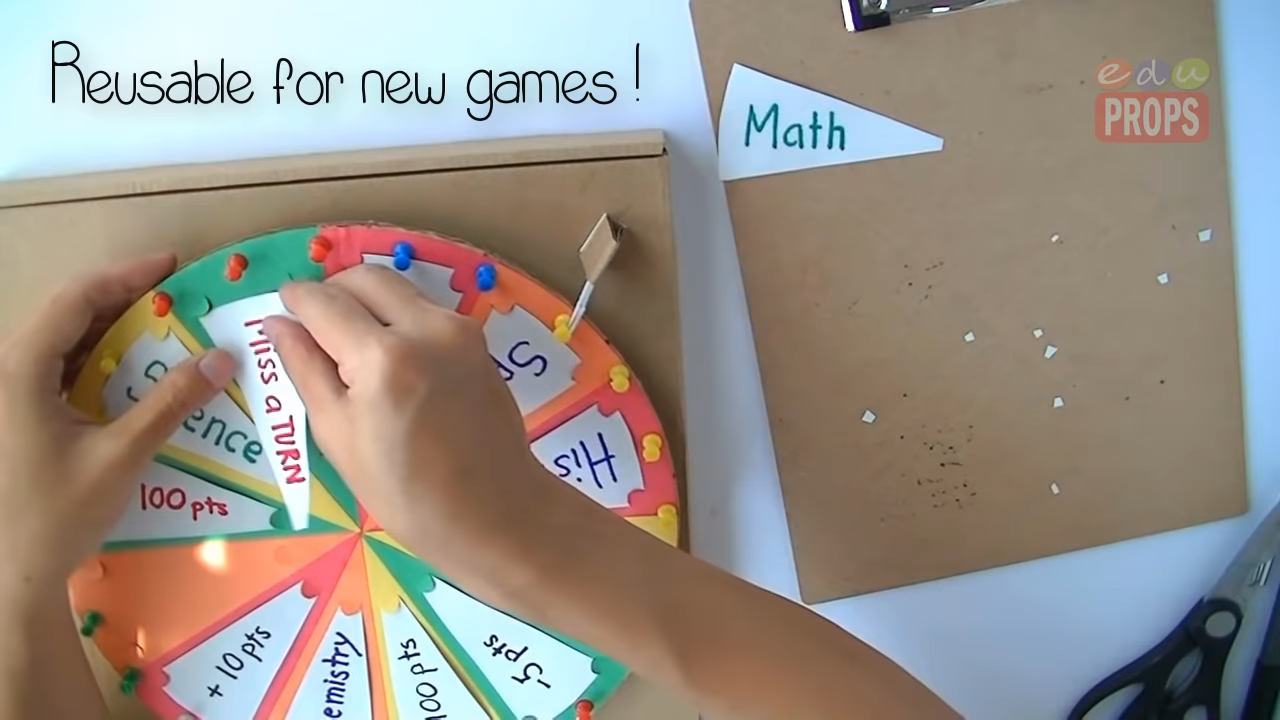 Reusable for new games !
edu
PROPS
Math
Miss a TURN
100 pts
+ 10 pts
100 pts
-5 pts